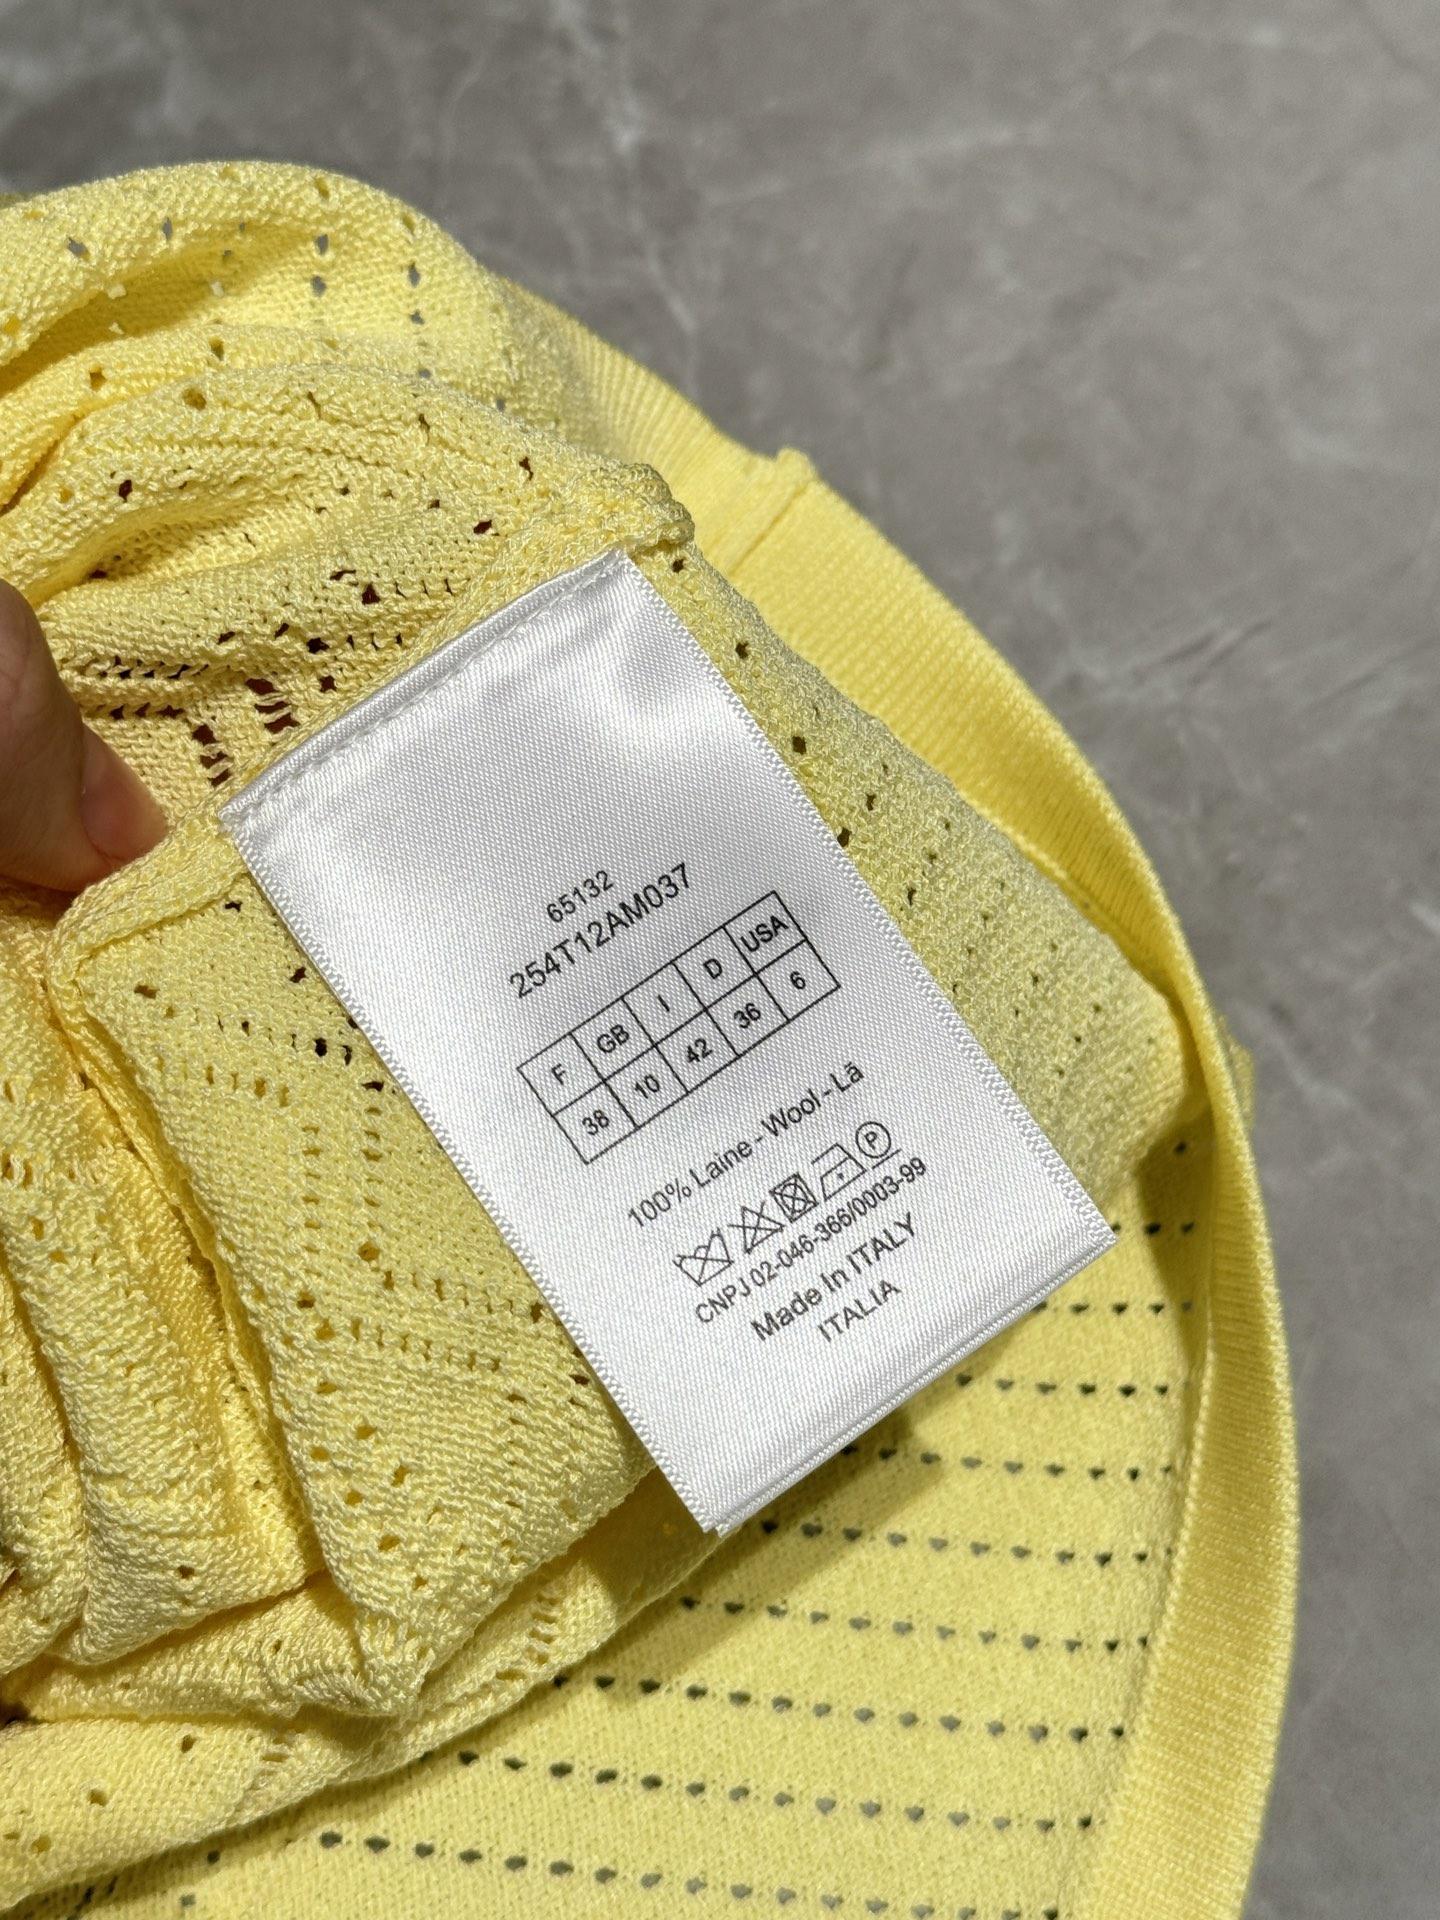 65132
254T12AM037
F GB I D USA
38 10 42 36 6
100% Laine - Wool - Lã
P
CNPJ 02-046-366/0003-99
Made In ITALY
ITALIA